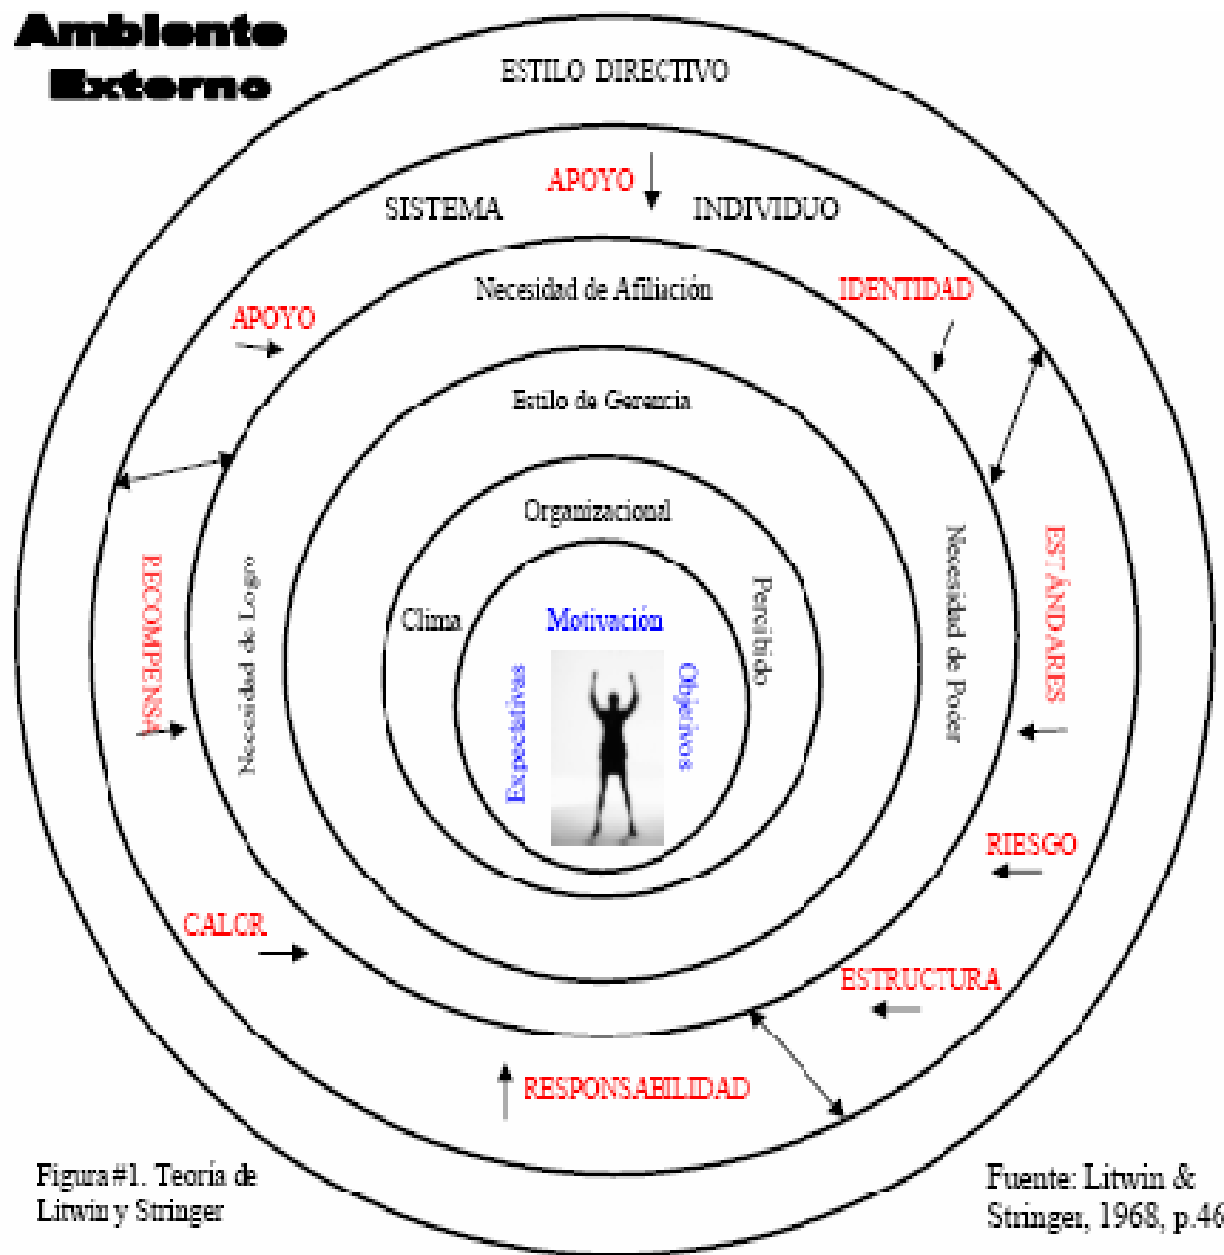 Ambiente
Externo
ESTILO DIRECTIVO
APOYO
SISTEMA
INDIVIDUO
Necesidad de Afiliación
IDENTIDAD
APOYO
Estilo de Gerencia
Organizacional
RECOMPENSA
Necesidad de Logro
Clima
Motivación
Percibido
Necesidad de Poder
ESTÁNDARES
Expectativas
Objetivos
RIESGO
CALOR
ESTRUCTURA
RESPONSABILIDAD
Figura #1. Teoría de
Litwin y Stringer
Fuente: Litwin &
Stringer, 1968, p.46